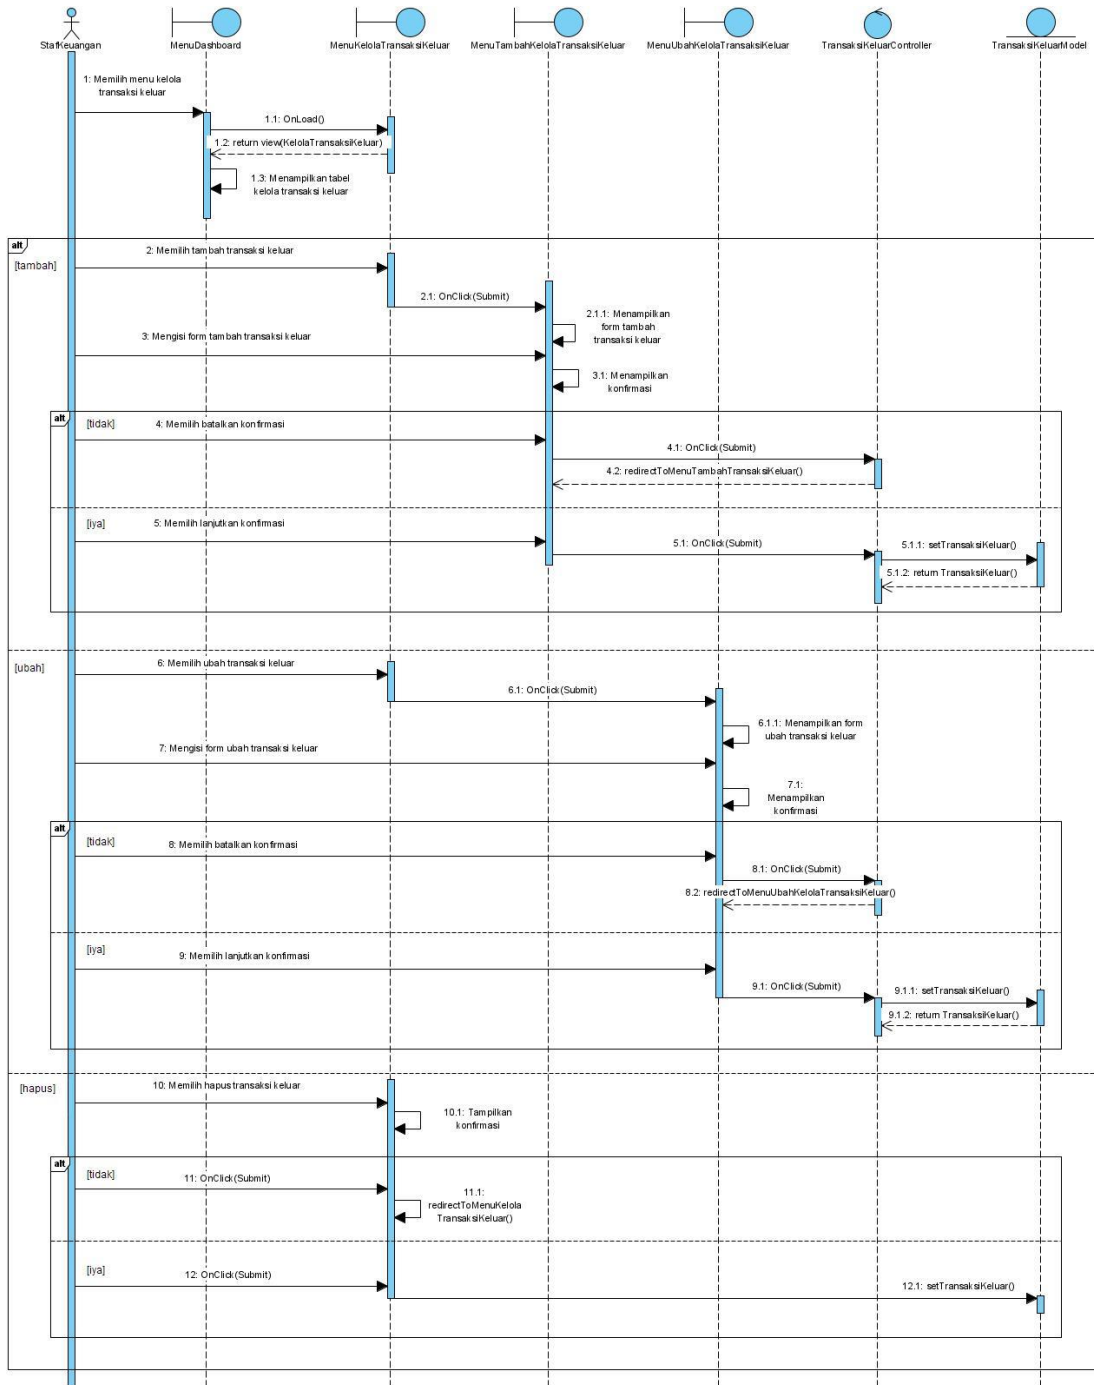 StafKeuangan
MenuDashboard
MenuKelolaTransaksiKeluar
MenuTambahKelolaTransaksiKeluar
MenuUbahKelolaTransaksiKeluar
TransaksiKeluarController
TransaksiKeluarModel
1: Memilih menu kelola
transaksi keluar
1.1: OnLoad()
1.2: return view(KelolaTransaksiKeluar)
1.3: Menampilkan tabel
kelola transaksi keluar
alt
[tambah]
2: Memilih tambah transaksi keluar
2.1: OnClick(Submit)
2.1.1: Menampilkan
form tambah
transaksi keluar
3: Mengisi form tambah transaksi keluar
3.1: Menampilkan
konfirmasi
alt
[tidak]
4: Memilih batalkan konfirmasi
4.1: OnClick(Submit)
4.2: redirectToMenuTambahTransaksiKeluar()
[iya]
5: Memilih lanjutkan konfirmasi
5.1: OnClick(Submit)
5.1.1: setTransaksiKeluar()
5.1.2: return TransaksiKeluar()
[ubah]
6: Memilih ubah transaksi keluar
6.1: OnClick(Submit)
6.1.1: Menampilkan form
ubah transaksi keluar
7: Mengisi form ubah transaksi keluar
7.1:
Menampilkan
konfirmasi
alt
[tidak]
8: Memilih batalkan konfirmasi
8.1: OnClick(Submit)
8.2: redirectToMenuUbahKelolaTransaksiKeluar()
[iya]
9: Memilih lanjutkan konfirmasi
9.1: OnClick(Submit)
9.1.1: setTransaksiKeluar()
9.1.2: return TransaksiKeluar()
[hapus]
10: Memilih hapus transaksi keluar
10.1: Tampilkan
konfirmasi
alt
[tidak]
11: OnClick(Submit)
11.1:
redirectToMenuKelola
TransaksiKeluar()
[iya]
12: OnClick(Submit)
12.1: setTransaksiKeluar()